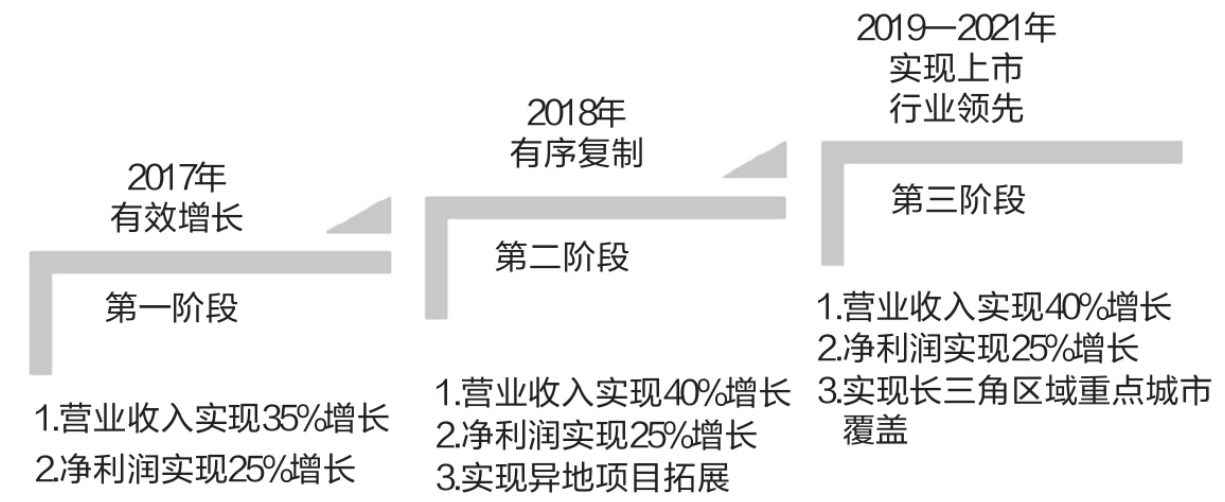 2017年
有效增长
第一阶段
1.营业收入实现35%增长
2.净利润实现25%增长
2018年
有序复制
第二阶段
1.营业收入实现40%增长
2.净利润实现25%增长
3.实现异地项目拓展
2019—2021年
实现上市
行业领先
第三阶段
1.营业收入实现40%增长
2.净利润实现25%增长
3.实现长三角区域重点城市
覆盖